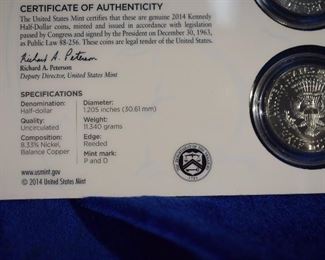 CERTIFICATE OF AUTHENTICITY
The United States Mint certifies that these are genuine 2014 Kennedy
Half-Dollar coins, minted and issued in accordance with legislation
passed by Congress and signed by the President on December 30, 1963,
as Public Law 88-256. These coins are legal tender of the United States.
Richard A. Peterson
Richard A. Peterson
Deputy Director, United States Mint
SPECIFICATIONS
Denomination:
Half-dollar
Diameter:
1.205 inches (30.61 mm)
Quality:
Uncirculated
Weight:
11.340 grams
Composition:
8.33% Nickel,
Balance Copper
Edge:
Reeded
Mint mark:
P and D
www.usmint.gov
© 2014 United States Mint